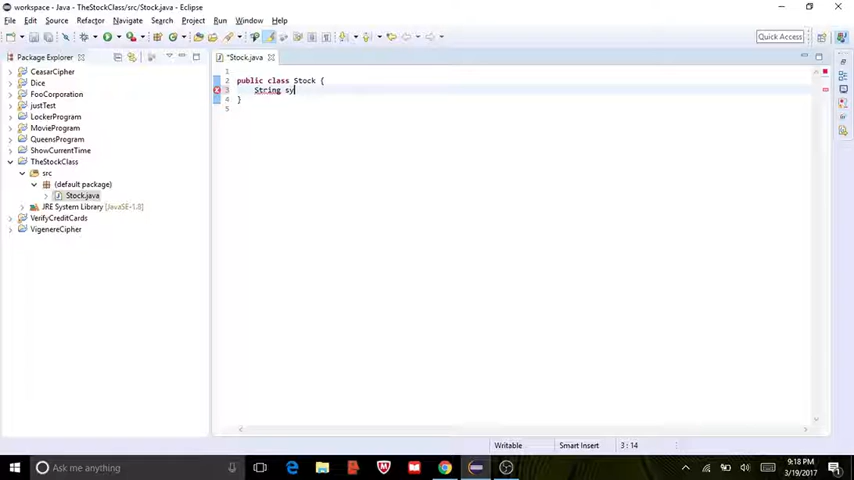 workspace - Java - TheStockClass/src/Stock.java - Eclipse
File Edit Source Refactor Navigate Search Project Run Window Help
Quick Access
Package Explorer
*Stock.java
CeasarCipher
Dice
FooCorporation
justTest
LockerProgram
MovieProgram
QueensProgram
ShowCurrentTime
TheStockClass
src
(default package)
Stock.java
JRE System Library [JavaSE-1.8]
VerifyCreditCards
VigenereCipher
1
2 public class Stock {
3 String sy
4 }
5
Writable Smart Insert 3 : 14
Ask me anything
9:18 PM
3/19/2017